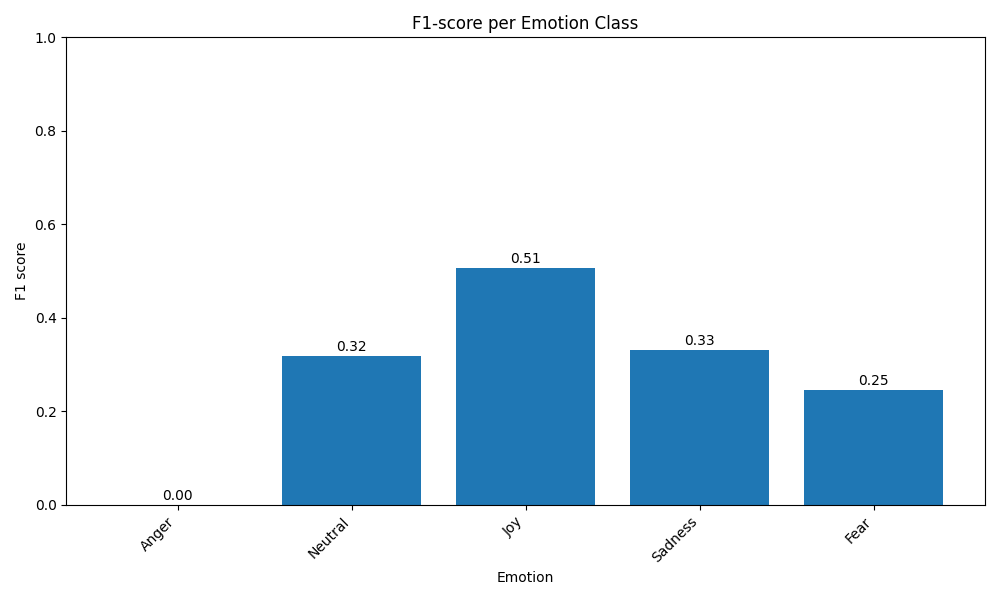 F1-score per Emotion Class
1.0
0.8
0.6
0.4
0.2
0.0
F1 score
0.00
0.32
0.51
0.33
0.25
Anger
Neutral
Joy
Sadness
Fear
Emotion